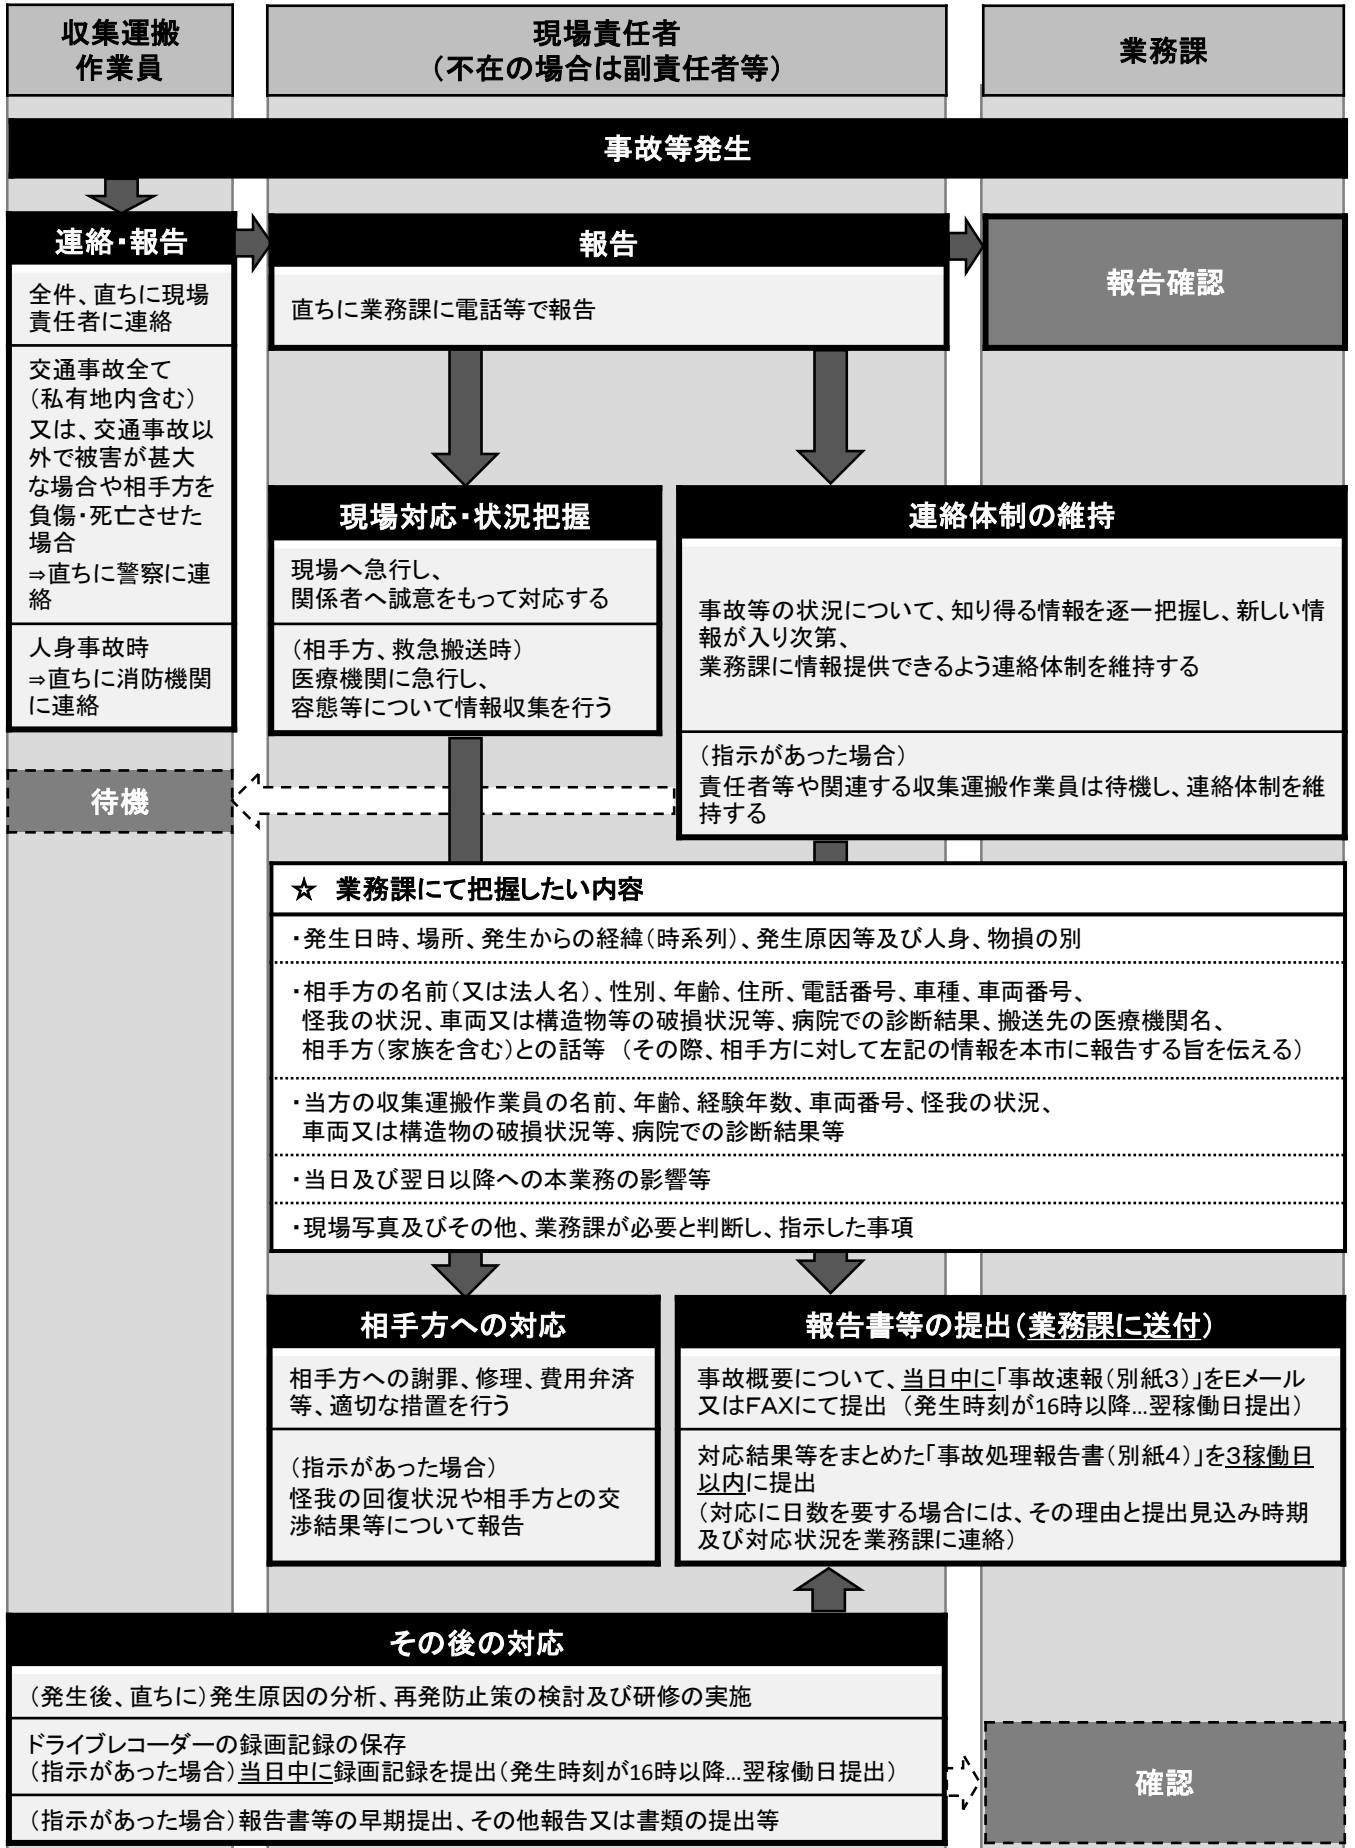 収集運搬
作業員
現場責任者
（不在の場合は副責任者等）
業務課
事故等発生
連絡・報告
全件、直ちに現場
責任者に連絡
交通事故全て
（私有地内含む）
又は、交通事故以
外で被害が甚大
な場合や相手方を
負傷・死亡させた
場合
⇒直ちに警察に連
絡
人身事故時
⇒直ちに消防機関
に連絡
報告
直ちに業務課に電話等で報告
報告確認
現場対応・状況把握
現場へ急行し、
関係者へ誠意をもって対応する
（相手方、救急搬送時）
医療機関に急行し、
容態等について情報収集を行う
連絡体制の維持
事故等の状況について、知り得る情報を逐一把握し、新しい情
報が入り次第、
業務課に情報提供できるよう連絡体制を維持する
（指示があった場合）
責任者等や関連する収集運搬作業員は待機し、連絡体制を維
持する
待機
☆　業務課にて把握したい内容
・発生日時、場所、発生からの経緯（時系列）、発生原因等及び人身、物損の別
・相手方の名前（又は法人名）、性別、年齢、住所、電話番号、車種、車両番号、
怪我の状況、車両又は構造物等の破損状況等、病院での診断結果、搬送先の医療機関名、
相手方（家族を含む）との話等　（その際、相手方に対して左記の情報を本市に報告する旨を伝える）
・当方の収集運搬作業員の名前、年齢、経験年数、車両番号、怪我の状況、
車両又は構造物の破損状況等、病院での診断結果等
・当日及び翌日以降への本業務の影響等
・現場写真及びその他、業務課が必要と判断し、指示した事項
相手方への対応
相手方への謝罪、修理、費用弁済
等、適切な措置を行う
（指示があった場合）
怪我の回復状況や相手方との交
渉結果等について報告
報告書等の提出（業務課に送付）
事故概要について、当日中に「事故速報（別紙３）」をＥメール
又はＦＡＸにて提出　（発生時刻が16時以降…翌稼働日提出）
対応結果等をまとめた「事故処理報告書（別紙４）」を３稼働日
以内に提出
（対応に日数を要する場合には、その理由と提出見込み時期
及び対応状況を業務課に連絡）
その後の対応
（発生後、直ちに）発生原因の分析、再発防止策の検討及び研修の実施
ドライブレコーダーの録画記録の保存
（指示があった場合）当日中に録画記録を提出（発生時刻が16時以降…翌稼働日提出）
（指示があった場合）報告書等の早期提出、その他報告又は書類の提出等
確認